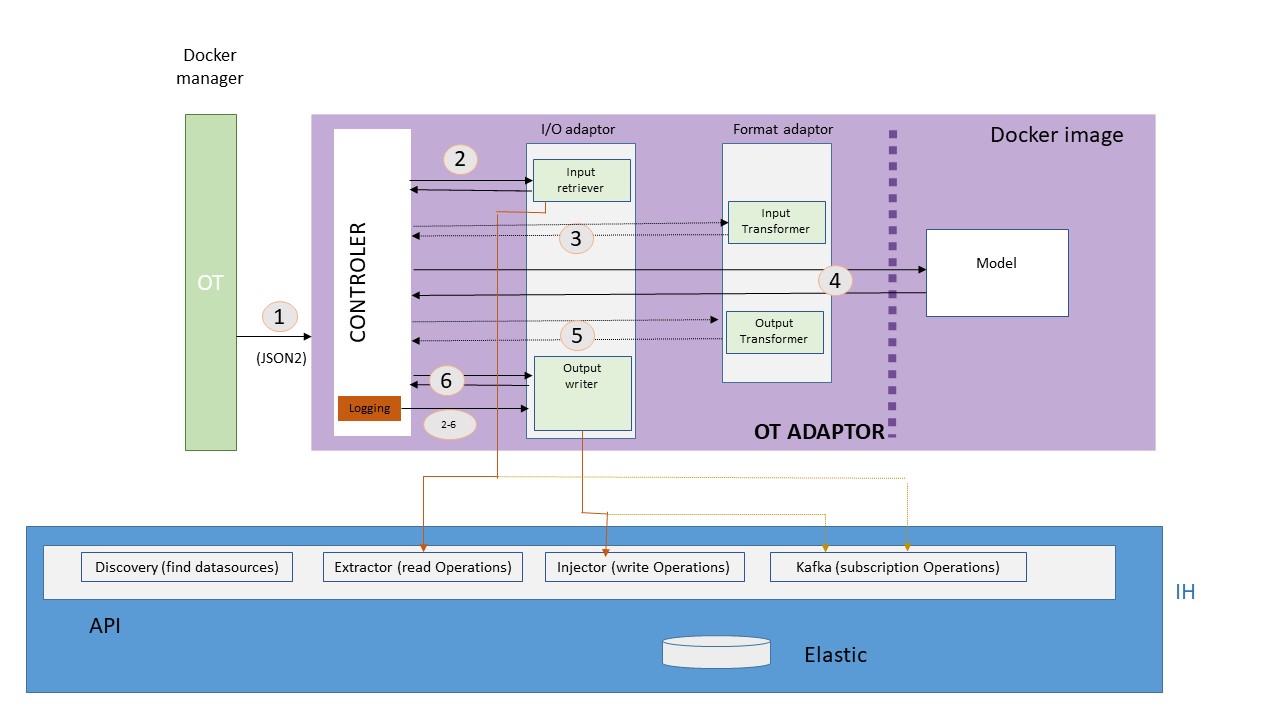 Docker
manager
I/O adaptor
Format adaptor
Docker image
2
Input
retriever
Input
Transformer
3
CONTROLER
Model
OT
4
1
5
Output
Transformer
(JSON2)
Output
writer
6
Logging
2-6
OT ADAPTOR
Discovery (find datasources)
Extractor (read Operations)
Injector (write Operations)
Kafka (subscription Operations)
IH
API
Elastic